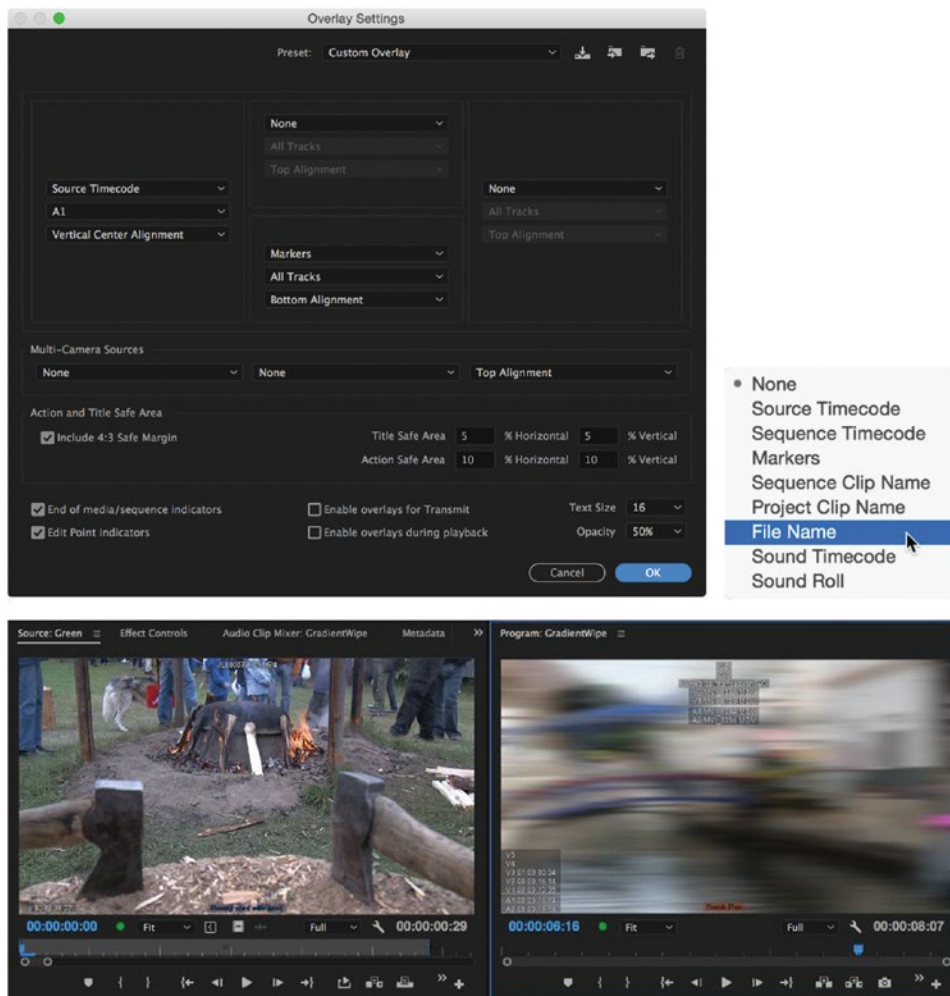 Overlay Settings
Preset: Custom Overlay
None
All Tracks
Top Alignment
Source Timecode
A1
Vertical Center Alignment
None
All Tracks
Top Alignment
Markers
All Tracks
Bottom Alignment
Multi-Camera Sources
None None Top Alignment
Action and Title Safe Area
Include 4:3 Safe Margin
Title Safe Area 5 % Horizontal 5 % Vertical
Action Safe Area 10 % Horizontal 10 % Vertical
End of media/sequence indicators
Enable overlays for Transmit
Text Size 16
Edit Point indicators
Enable overlays during playback
Opacity 50%
Cancel OK
None
Source Timecode
Sequence Timecode
Markers
Sequence Clip Name
Project Clip Name
File Name
Sound Timecode
Sound Roll
Source: Green Effect Controls Audio Clip Mixer: GradientWipe Metadata
00:00:00:00 Fit Full 00:00:00:29
Program: GradientWipe
V5
V4
00:00:06:16 Fit Full 00:00:08:07